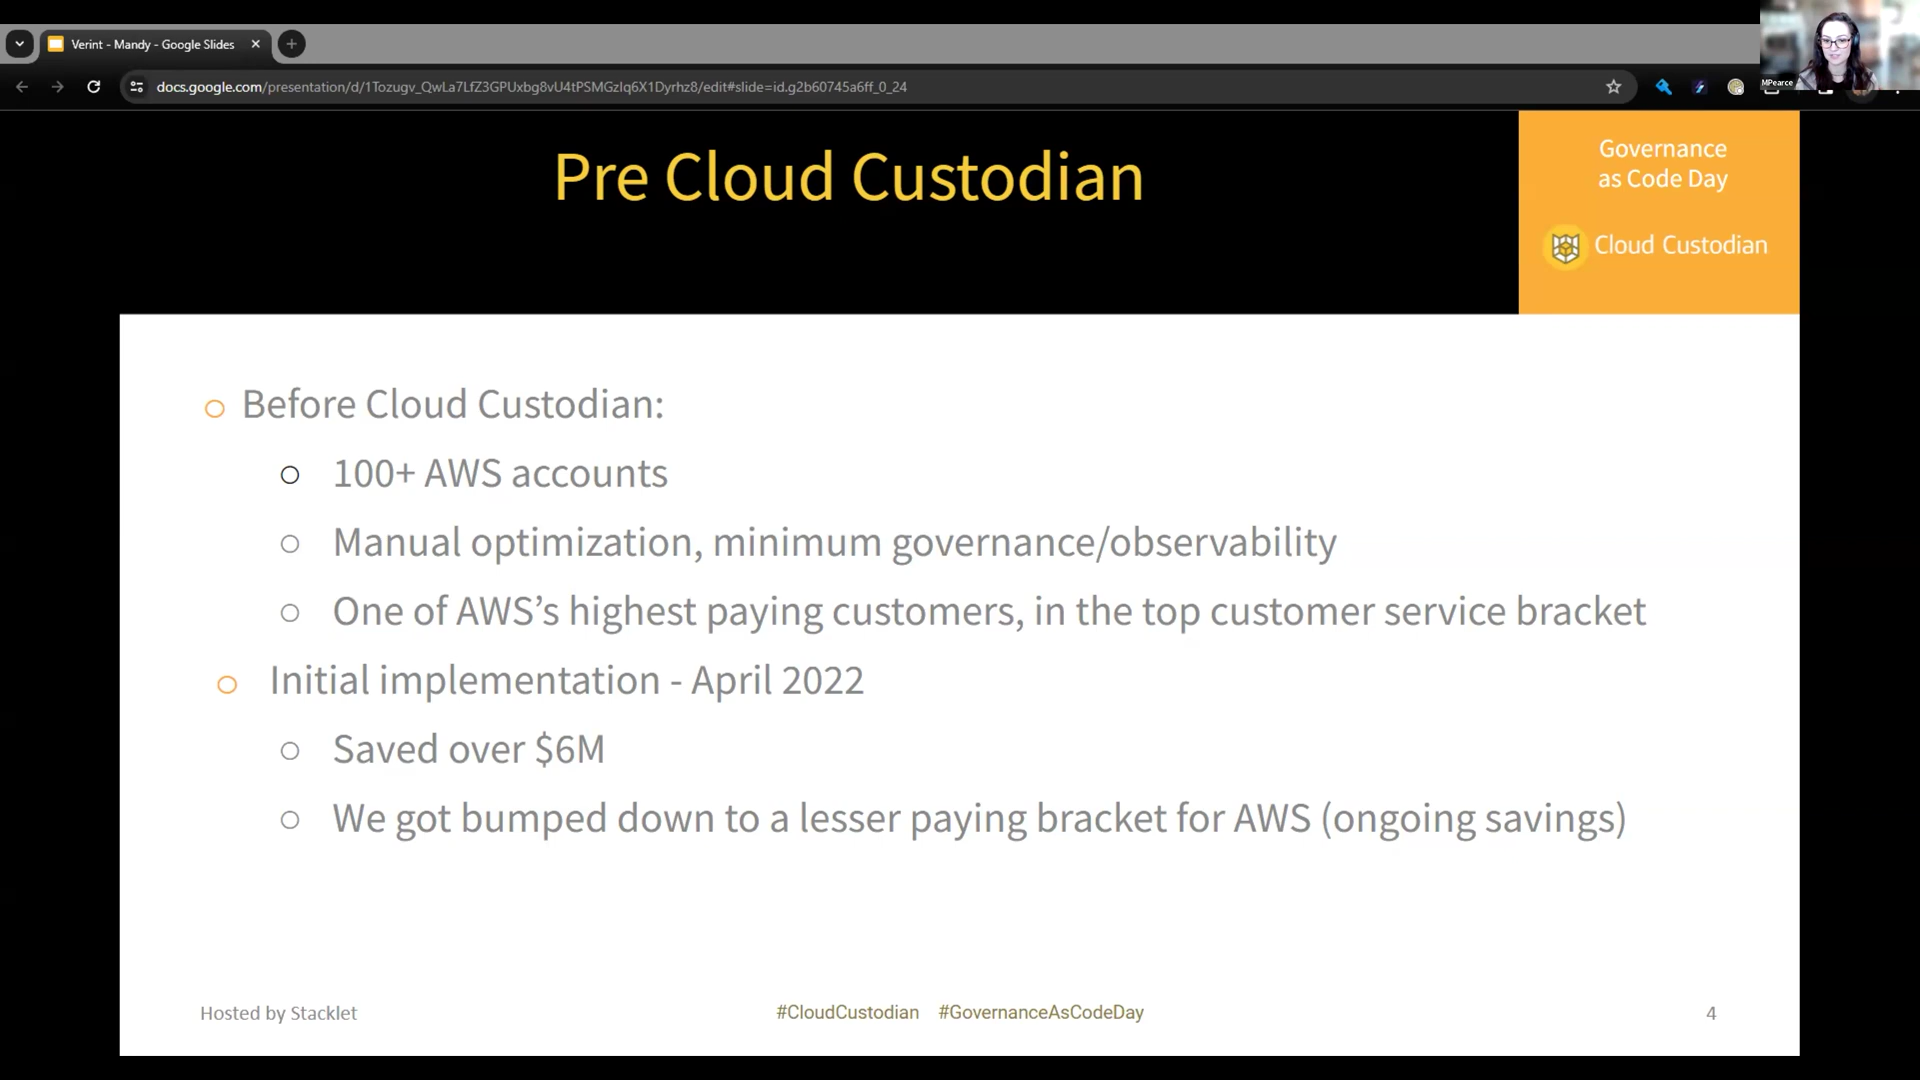 Verint - Mandy - Google Slides
docs.google.com/presentation/d/1Tozugv_QwLa7LfZ3GPUxbg8vU4tPSMGzlq6X1Dyrhz8/edit#slide=id.g2b60745a6ff_0_24
MPearce
Pre Cloud Custodian
Governance
as Code Day
Cloud Custodian
Before Cloud Custodian:
100+ AWS accounts
Manual optimization, minimum governance/observability
One of AWS’s highest paying customers, in the top customer service bracket
Initial implementation - April 2022
Saved over $6M
We got bumped down to a lesser paying bracket for AWS (ongoing savings)
Hosted by Stacklet
#CloudCustodian #GovernanceAsCodeDay
4